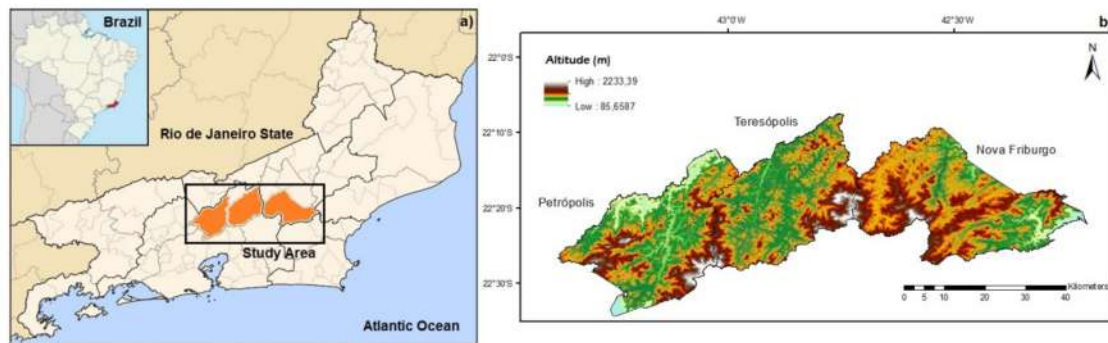 Brazil
a)
Rio de Janeiro State
Study Area
Atlantic Ocean
43°0'W
42°30'W
b
22°0'S
22°10'S
22°20'S
22°30'S
Altitude (m)
High : 2233,39
Low : 85,6587
N
Teresópolis
Nova Friburgo
Petrópolis
Kilometers
0 5 10 20 30 40